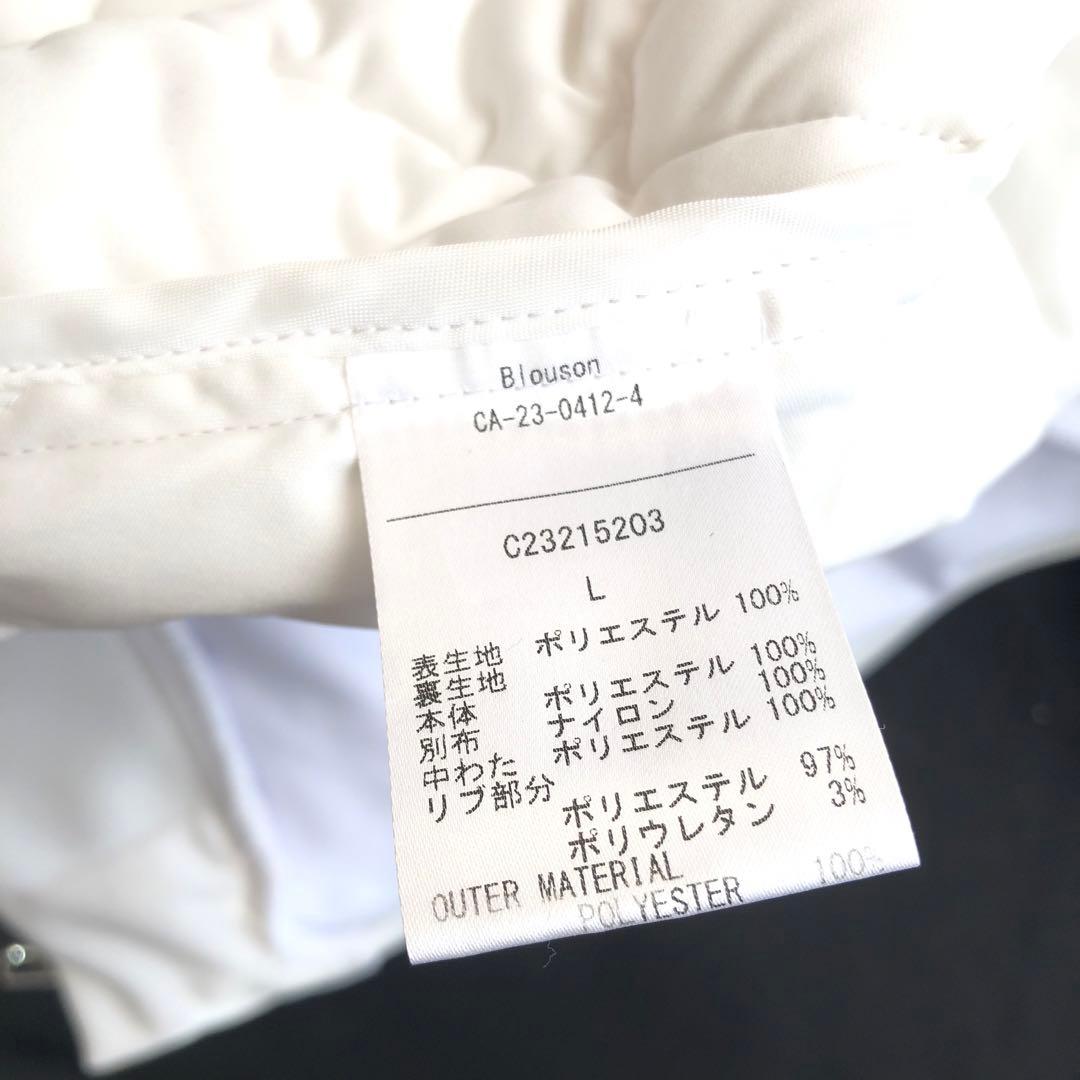 Blouson
CA-23-0412-4
C23215203
L
表生地 ポリエステル 100%
裏生地
本体 ポリエステル 100%
別布 ナイロン 100%
中わた ポリエステル 100%
リブ部分
ポリエステル 97%
ポリウレタン 3%
OUTER MATERIAL
POLYESTER 100%